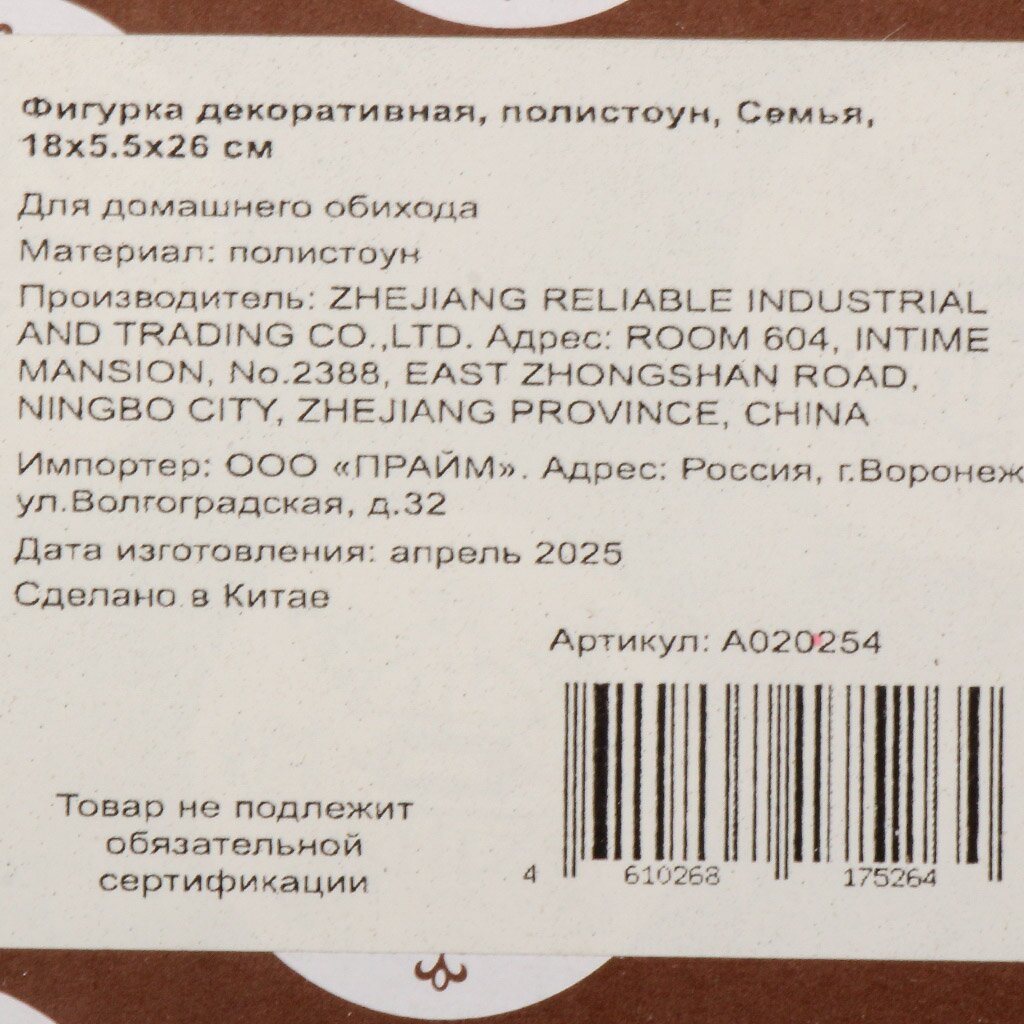 Фигурка декоративная, полистоун, Семья,
18x5.5x26 см
Для домашнего обихода
Материал: полистоун
Производитель: ZHEJIANG RELIABLE INDUSTRIAL
AND TRADING CO.,LTD. Адрес: ROOM 604, INTIME
MANSION, No.2388, EAST ZHONGSHAN ROAD,
NINGBO CITY, ZHEJIANG PROVINCE, CHINA
Импортер: ООО «ПРАЙМ». Адрес: Россия, г.Воронеж
ул.Волгоградская, д.32
Дата изготовления: апрель 2025
Сделано в Китае
Артикул: A020254
Товар не подлежит
обязательной
сертификации
4 610268 175264